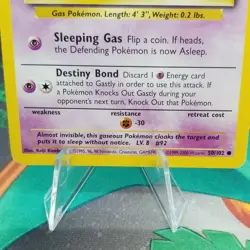 Gas Pokémon. Length: 4' 3", Weight: 0.2 lbs.
Sleeping Gas Flip a coin. If heads,
the Defending Pokémon is now Asleep.
Destiny Bond Discard 1 Energy card
attached to Gastly in order to use this attack. If
a Pokémon Knocks Out Gastly during your
opponent's next turn, Knock Out that Pokémon.
weakness resistance retreat cost
-30
Almost invisible, this gaseous Pokémon cloaks the target and
puts it to sleep without notice. LV. 8 #92
50/102